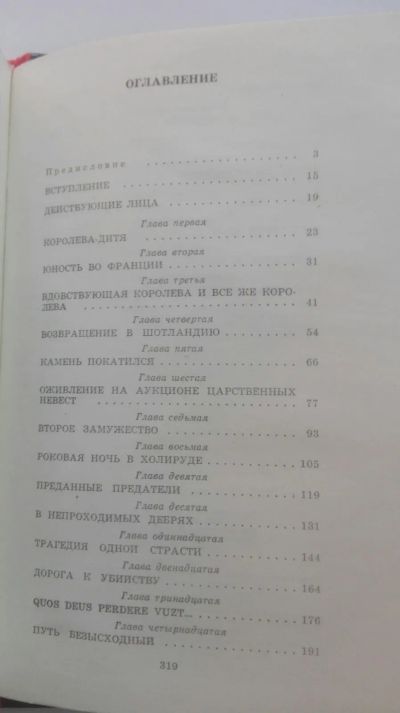 ОГЛАВЛЕНИЕ
Предисловие . . . . . . . . . . . . . . . . 3
ВСТУПЛЕНИЕ . . . . . . . . . . . . . . . . 15
ДЕЙСТВУЮЩИЕ ЛИЦА . . . . . . . . . . . . 19
Глава первая
КОРОЛЕВА-ДИТЯ . . . . . . . . . . . . . . 23
Глава вторая
ЮНОСТЬ ВО ФРАНЦИИ . . . . . . . . . . . . 31
Глава третья
ВДОВСТВУЮЩАЯ КОРОЛЕВА И ВСЕ ЖЕ КОРО-
ЛЕВА . . . . . . . . . . . . . . . . . . 41
Глава четвертая
ВОЗВРАЩЕНИЕ В ШОТЛАНДИЮ . . . . . . . . 54
Глава пятая
КАМЕНЬ ПОКАТИЛСЯ . . . . . . . . . . . . 66
Глава шестая
ОЖИВЛЕНИЕ НА АУКЦИОНЕ ЦАРСТВЕННЫХ
НЕВЕСТ . . . . . . . . . . . . . . . . . 77
Глава седьмая
ВТОРОЕ ЗАМУЖЕСТВО . . . . . . . . . . . . 93
Глава восьмая
РОКОВАЯ НОЧЬ В ХОЛИРУДЕ . . . . . . . . . 105
Глава девятая
ПРЕДАННЫЕ ПРЕДАТЕЛИ . . . . . . . . . . . 119
Глава десятая
В НЕПРОХОДИМЫХ ДЕБРЯХ . . . . . . . . . . 131
Глава одиннадцатая
ТРАГЕДИЯ ОДНОЙ СТРАСТИ . . . . . . . . . 144
Глава двенадцатая
ДОРОГА К УБИЙСТВУ . . . . . . . . . . . . 164
Глава тринадцатая
QUOS DEUS PERDERE VUZT... . . . . . . . . 176
Глава четырнадцатая
ПУТЬ БЕЗЫСХОДНЫЙ . . . . . . . . . . . . 191
319